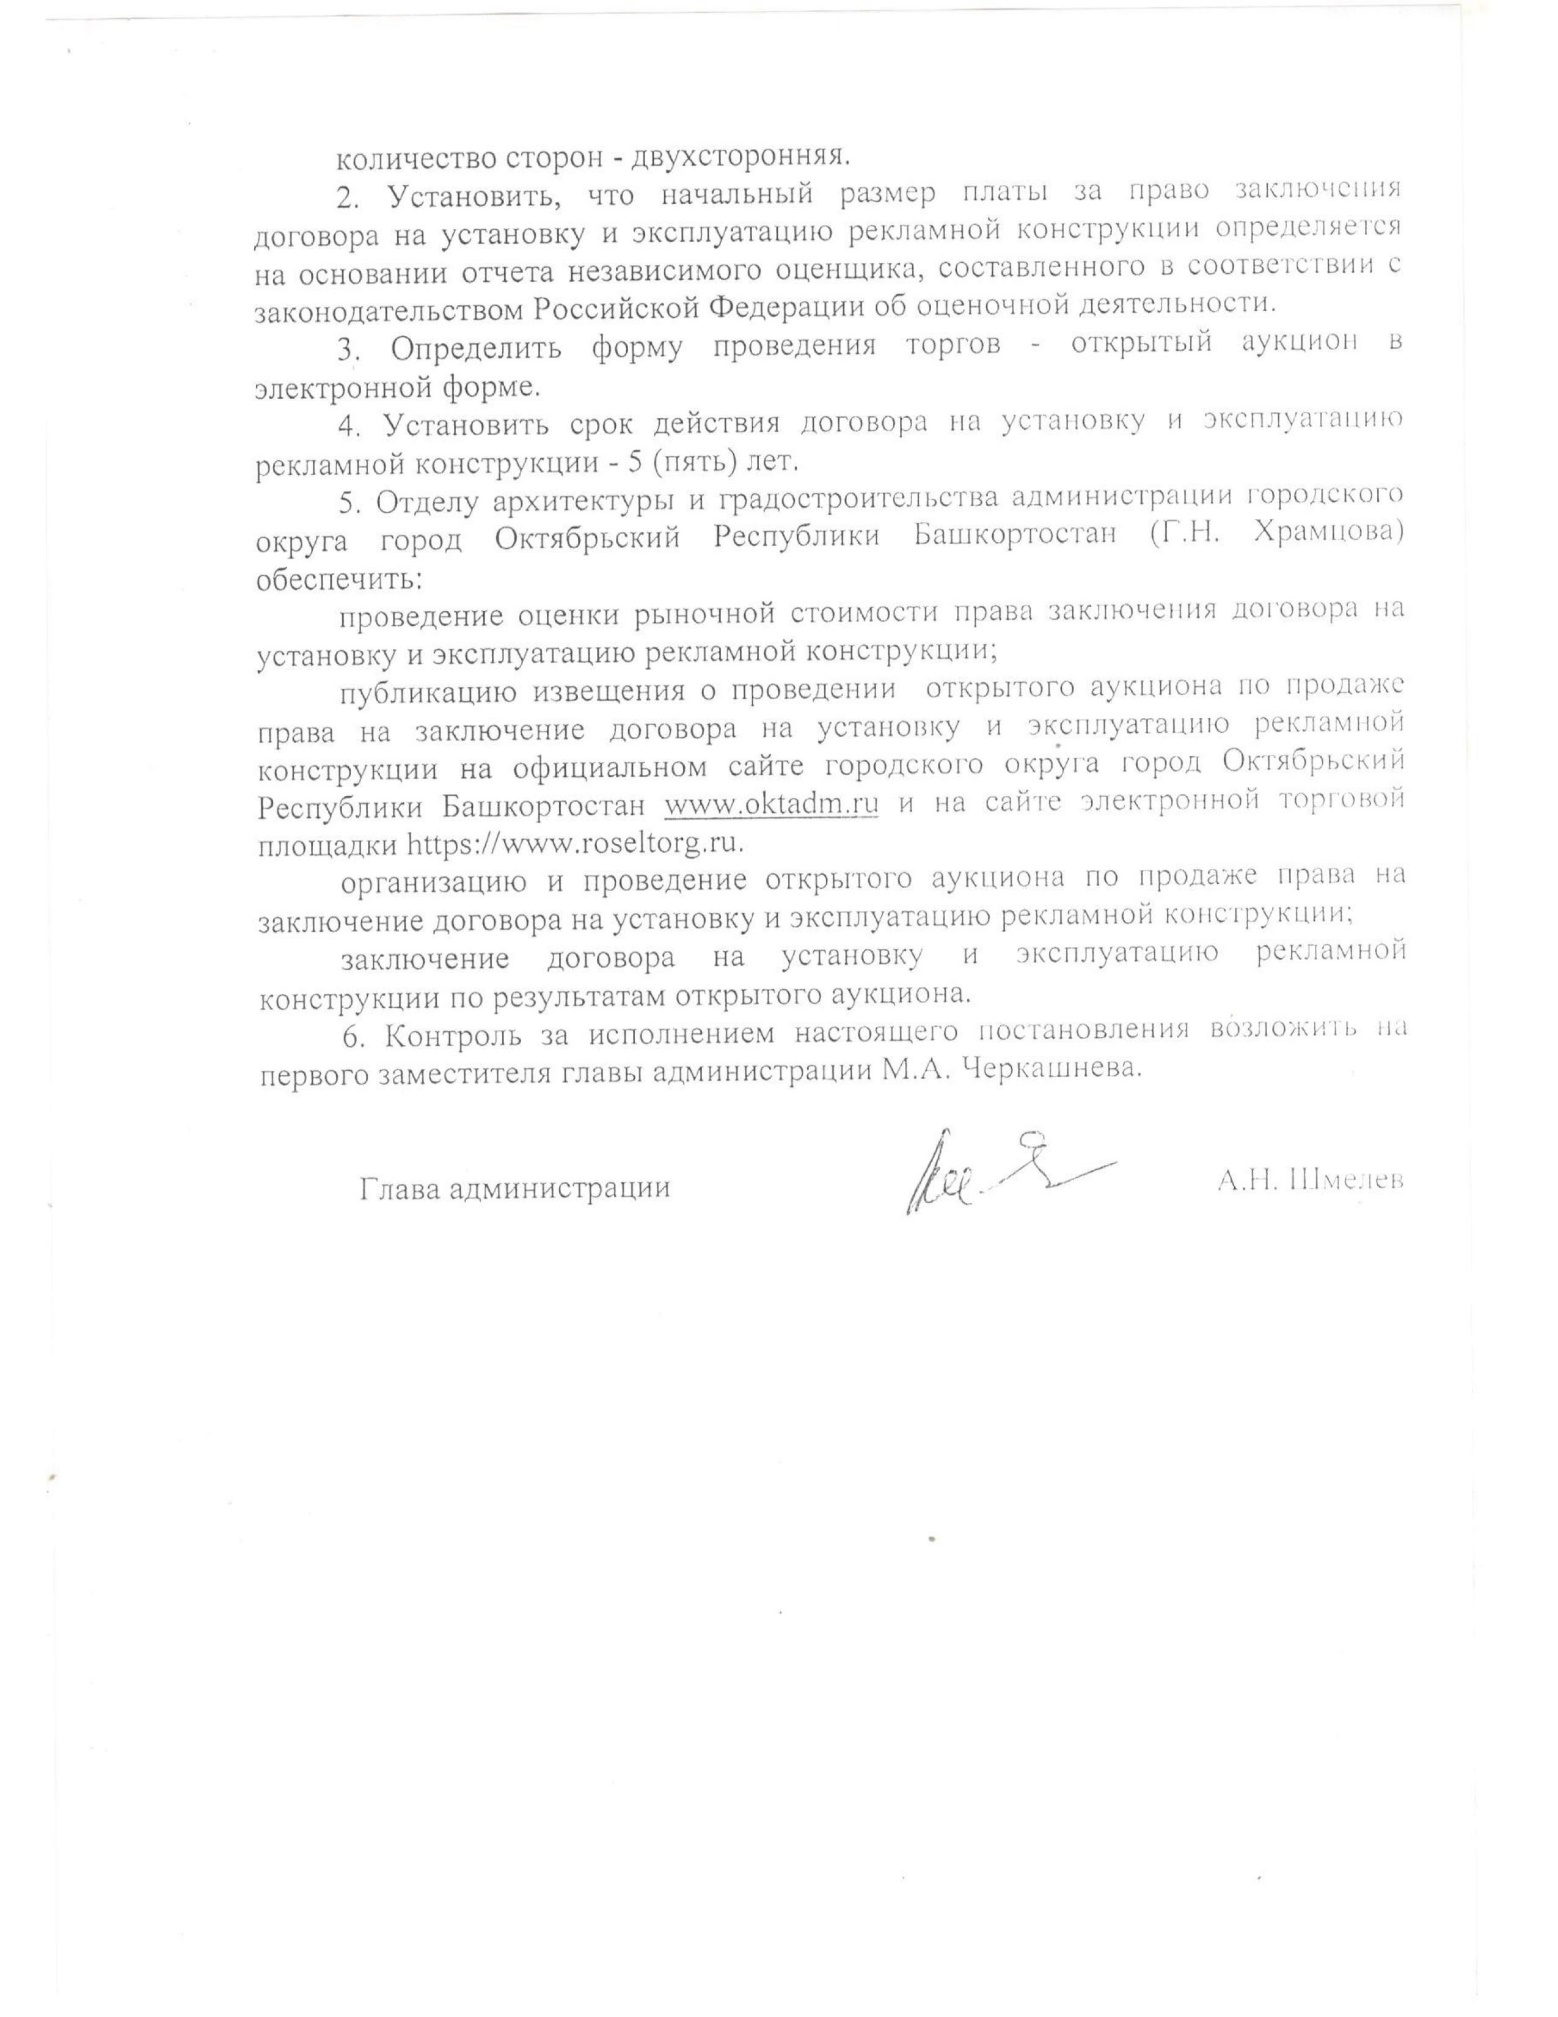 количество сторон - двухсторонняя.
2. Установить, что начальный размер платы за право заключения
договора на установку и эксплуатацию рекламной конструкции определяется
на основании отчета независимого оценщика, составленного в соответствии с
законодательством Российской Федерации об оценочной деятельности.
3. Определить форму проведения торгов - открытый аукцион в
электронной форме.
4. Установить срок действия договора на установку и эксплуатацию
рекламной конструкции - 5 (пять) лет.
5. Отделу архитектуры и градостроительства администрации городского
округа город Октябрьский Республики Башкортостан (Г.Н. Храмцова)
обеспечить:
проведение оценки рыночной стоимости права заключения договора на
установку и эксплуатацию рекламной конструкции;
публикацию извещения о проведении открытого аукциона по продаже
права на заключение договора на установку и эксплуатацию рекламной
конструкции на официальном сайте городского округа город Октябрьский
Республики Башкортостан www.oktadm.ru и на сайте электронной торговой
площадки https://www.roseltorg.ru.
организацию и проведение открытого аукциона по продаже права на
заключение договора на установку и эксплуатацию рекламной конструкции;
заключение договора на установку и эксплуатацию рекламной
конструкции по результатам открытого аукциона.
6. Контроль за исполнением настоящего постановления возложить на
первого заместителя главы администрации М.А. Черкашнева.
Глава администрации А.Н. Шмелев